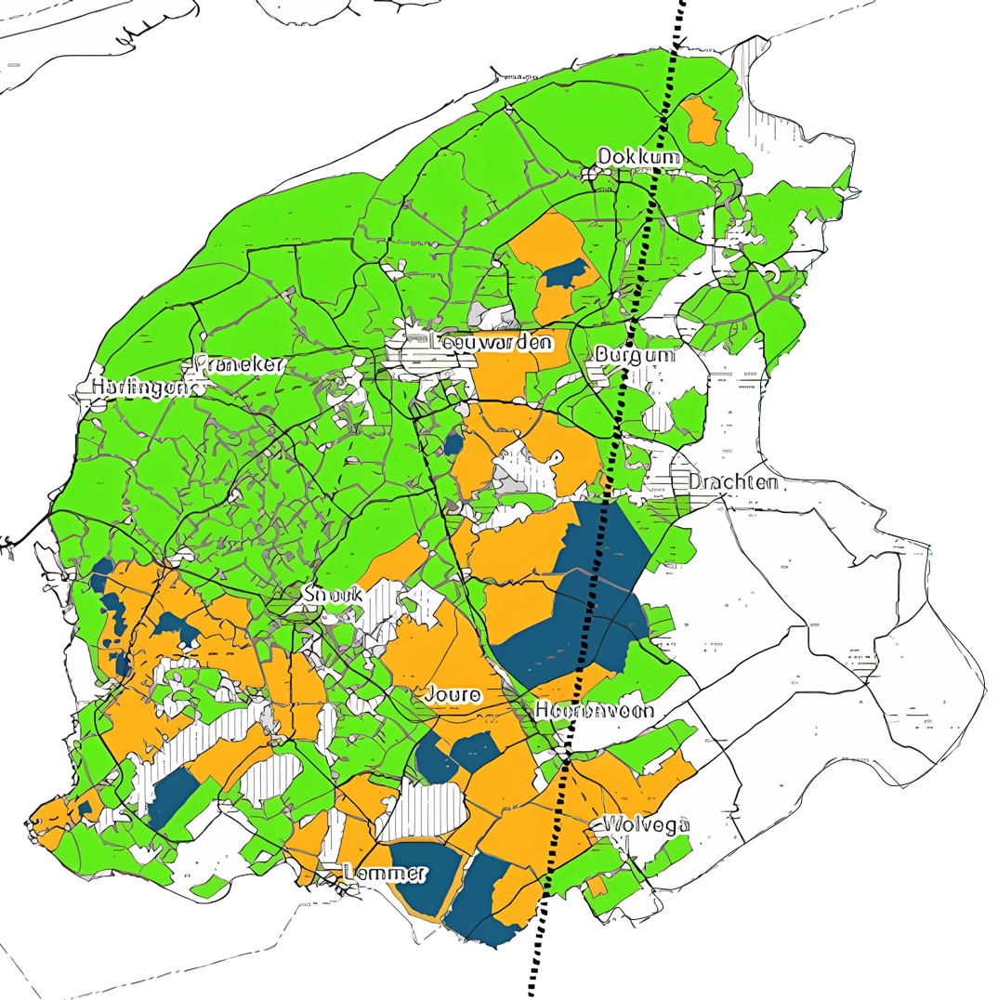 Dokkum
Leeuwarden
Burgum
Franeker
Harlingen
Drachten
Sneek
Joure
Heerenveen
Wolvega
Lemmer